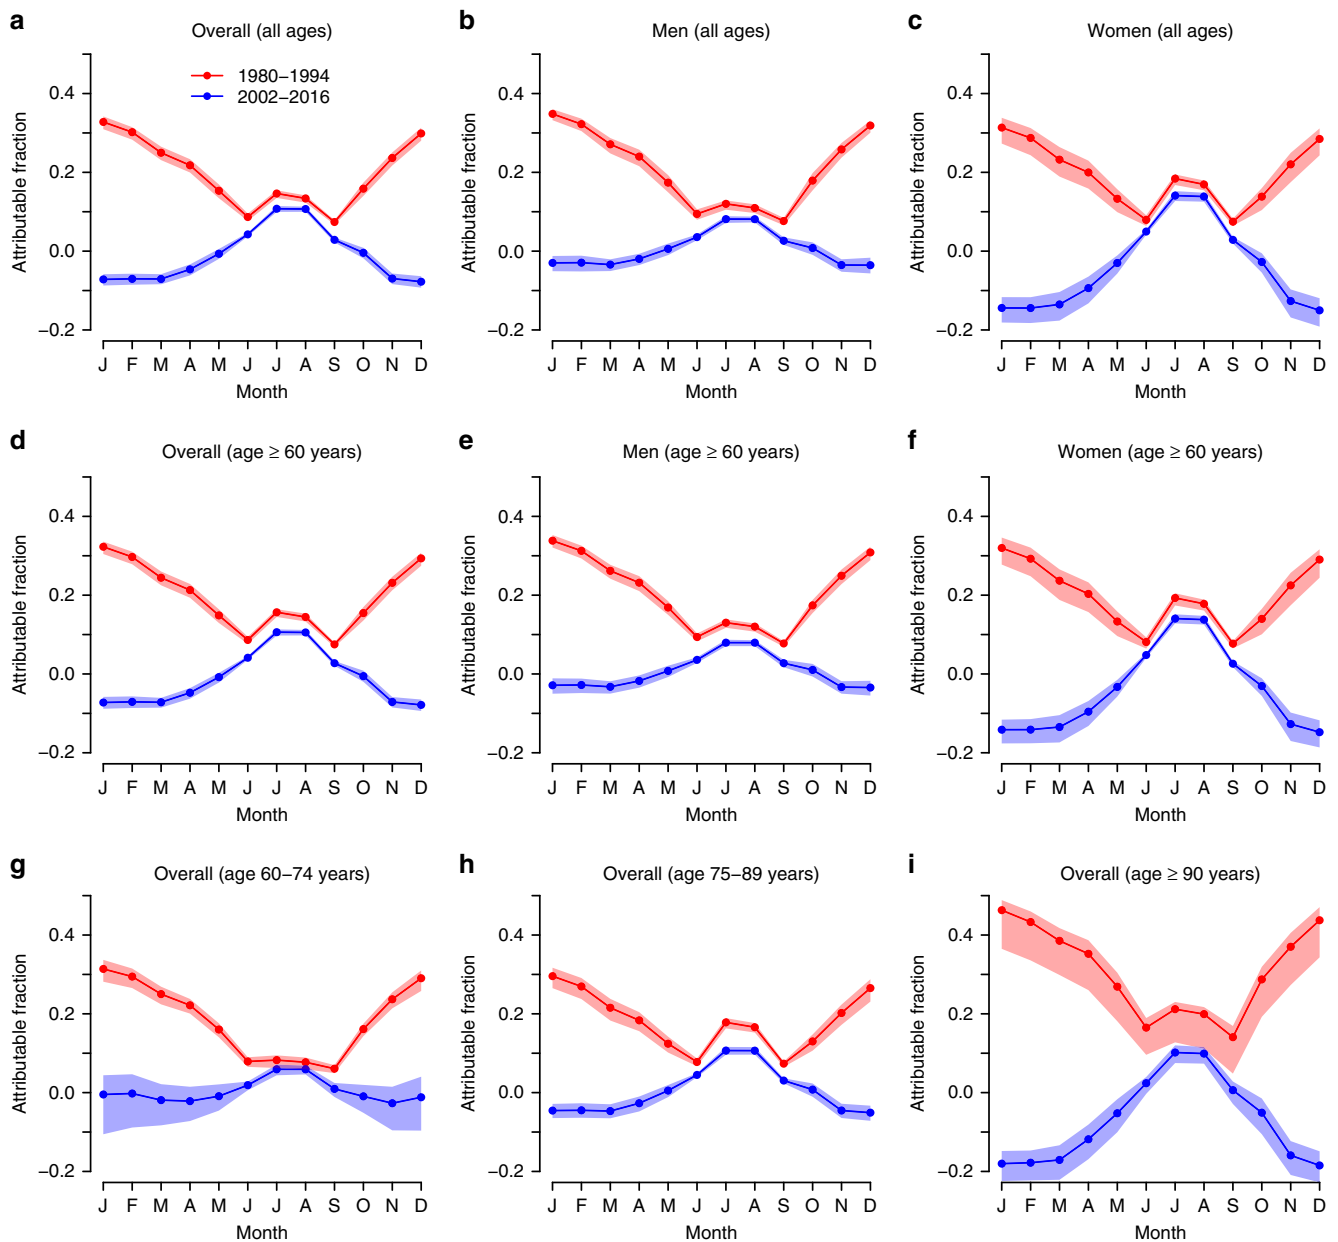 a Overall (all ages)
1980−1994
2002−2016
Attributable fraction
0.4
0.2
0.0
−0.2
J F M A M J J A S O N D
Month
b Men (all ages)
Attributable fraction
0.4
0.2
0.0
−0.2
J F M A M J J A S O N D
Month
c Women (all ages)
Attributable fraction
0.4
0.2
0.0
−0.2
J F M A M J J A S O N D
Month
d Overall (age ≥ 60 years)
Attributable fraction
0.4
0.2
0.0
−0.2
J F M A M J J A S O N D
Month
e Men (age ≥ 60 years)
Attributable fraction
0.4
0.2
0.0
−0.2
J F M A M J J A S O N D
Month
f Women (age ≥ 60 years)
Attributable fraction
0.4
0.2
0.0
−0.2
J F M A M J J A S O N D
Month
g Overall (age 60−74 years)
Attributable fraction
0.4
0.2
0.0
−0.2
J F M A M J J A S O N D
Month
h Overall (age 75−89 years)
Attributable fraction
0.4
0.2
0.0
−0.2
J F M A M J J A S O N D
Month
i Overall (age ≥ 90 years)
Attributable fraction
0.4
0.2
0.0
−0.2
J F M A M J J A S O N D
Month